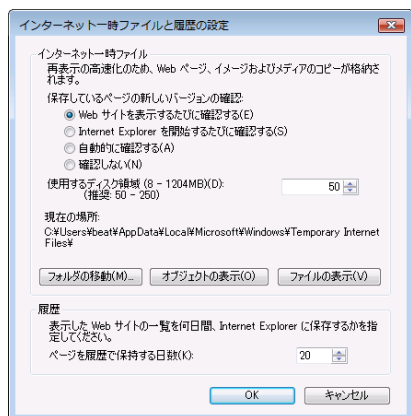 インターネット一時ファイルと履歴の設定
インターネット一時ファイル
再表示の高速化のため、Web ページ、イメージおよびメディアのコピーが格納さ
れます。
保存しているページの新しいバージョンの確認:
Web サイトを表示するたびに確認する(E)
Internet Explorer を開始するたびに確認する(S)
自動的に確認する(A)
確認しない(N)
使用するディスク領域 (8 - 1204MB)(D): 50
(推奨: 50 - 250)
現在の場所:
C:¥Users¥beat¥AppData¥Local¥Microsoft¥Windows¥Temporary Internet
Files¥
フォルダの移動(M)... オブジェクトの表示(O) ファイルの表示(V)
履歴
表示した Web サイトの一覧を何日間、Internet Explorer に保存するかを指
定してください。
ページを履歴で保持する日数(K): 20
OK キャンセル